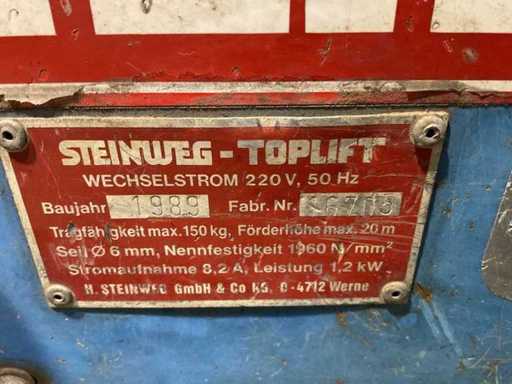 STEINWEG - TOPLIFT
WECHSELSTROM 220 V, 50 Hz
Baujahr 1989 Fabr. Nr.
Tragfähigkeit max. 150 kg, Förderhöhe max. 20 m
Seil Ø 6 mm, Nennfestigkeit 1960 N/mm²
Stromaufnahme 8,2 A, Leistung 1,2 kW
H. STEINWEG GmbH & Co KG, D-4712 Werne